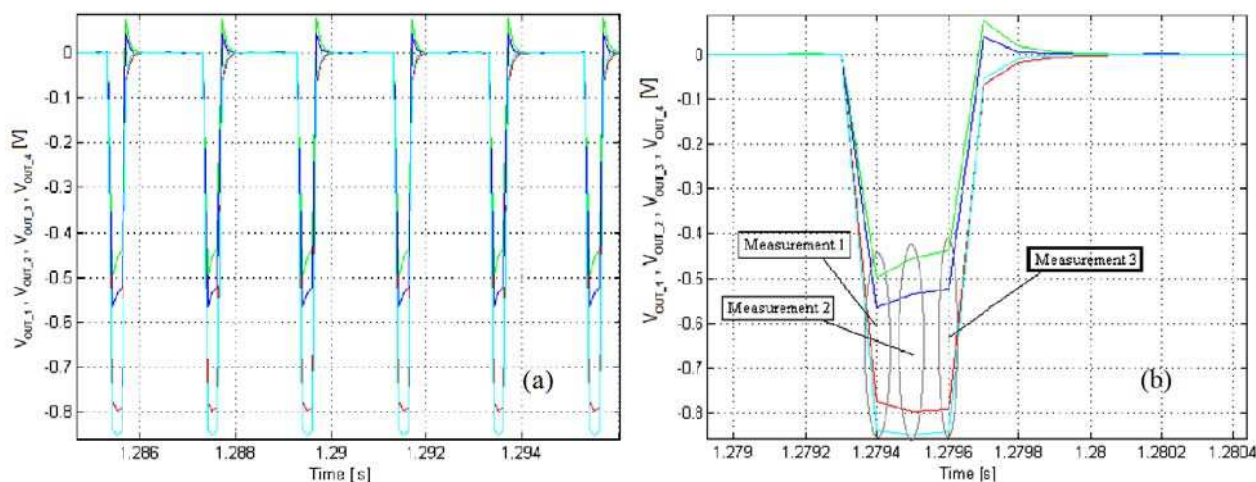 0
-0.1
-0.2
-0.3
-0.4
-0.5
-0.6
-0.7
-0.8
V_OUT_1 , V_OUT_2 , V_OUT_3 , V_OUT_4 [V]
1.286 1.288 1.29 1.292 1.294
Time [s]
(a)
0
-0.1
-0.2
-0.3
-0.4
-0.5
-0.6
-0.7
-0.8
V_OUT_1 , V_OUT_2 , V_OUT_3 , V_OUT_4 [V]
Measurement 1
Measurement 2
Measurement 3
1.279 1.2792 1.2794 1.2796 1.2798 1.28 1.2802 1.2804
Time [s]
(b)